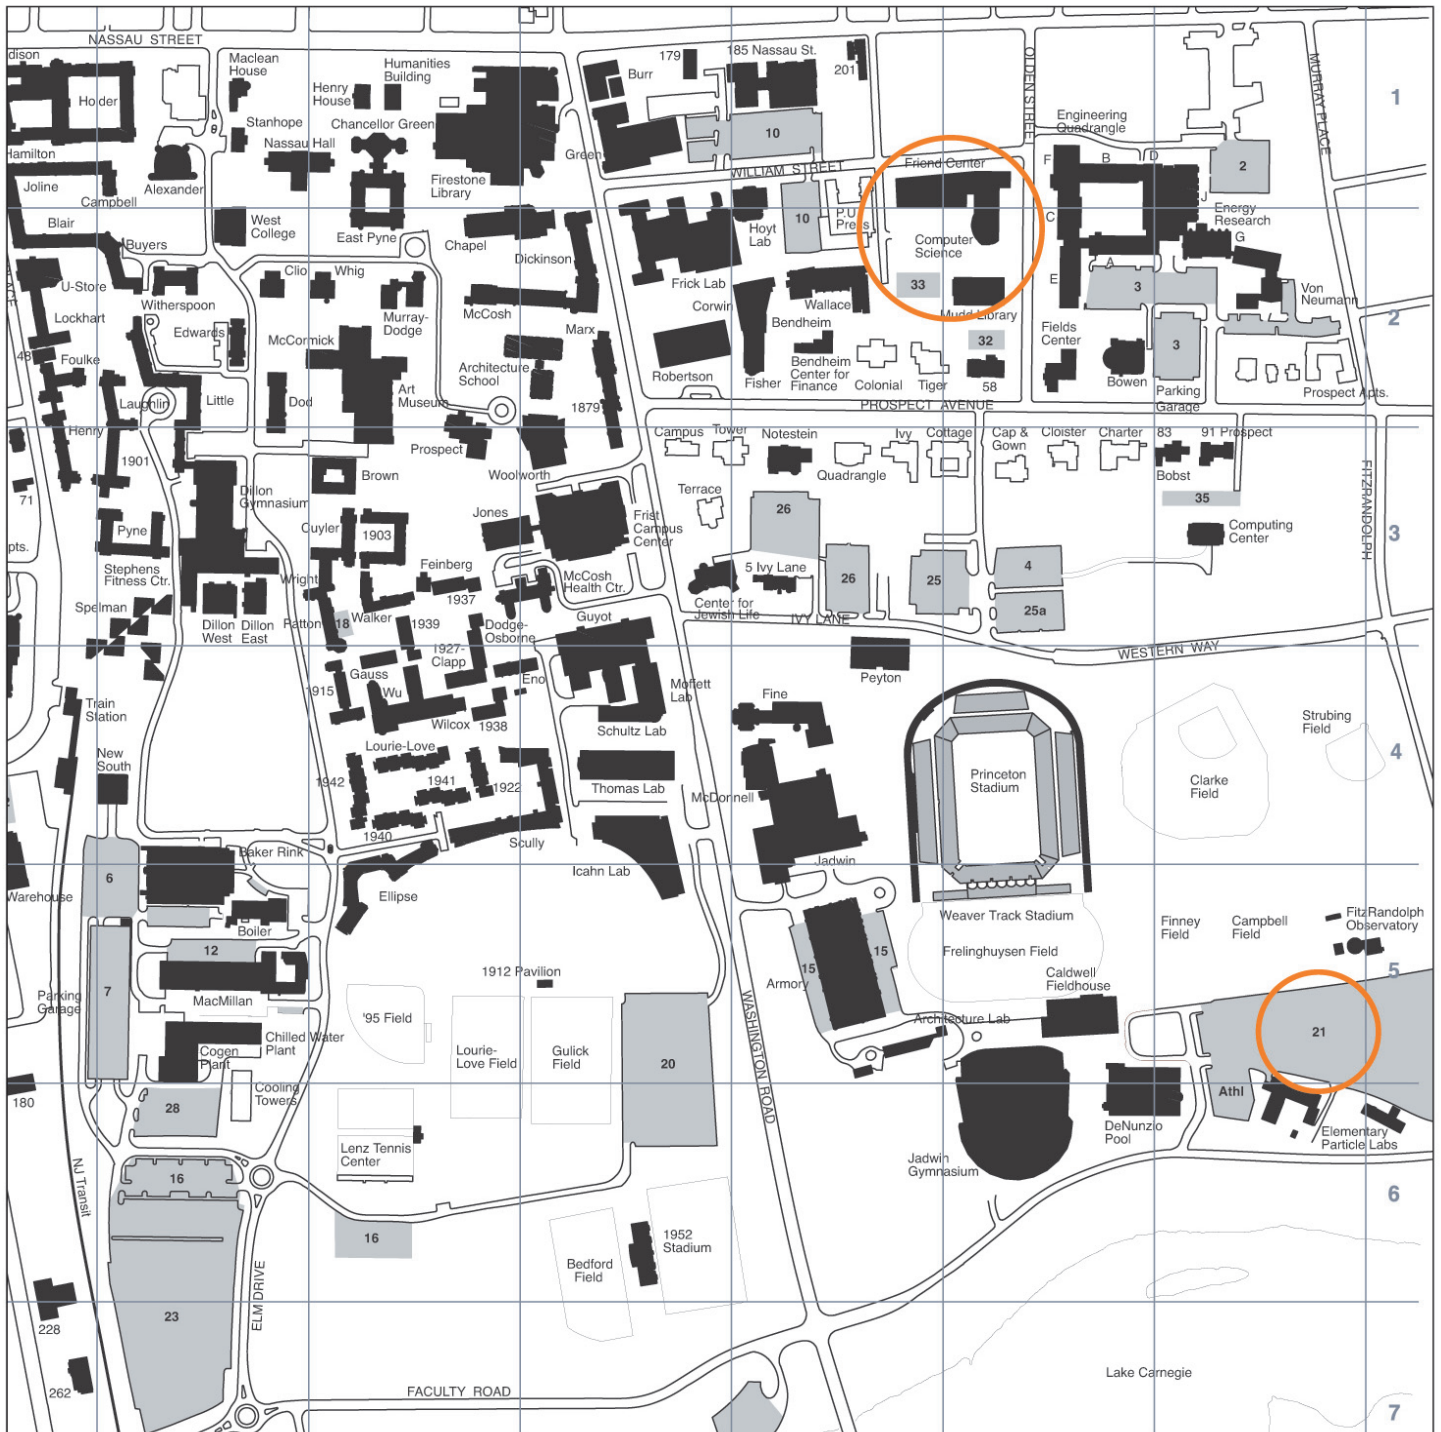 NASSAU STREET
dison
Holder
Maclean
House
Humanities
Building
Henry
House
Stanhope
Chancellor Green
Nassau Hall
Hamilton
Joline
Campbell
Alexander
Firestone
Library
Burr
179
185 Nassau St.
201
10
Green
WILLIAM STREET
OLDEN STREET
MURRAY PLACE
1
Engineering
Quadrangle
Friend Center
F
B
D
J
C
2
Energy
Research
G
A
E
3
Von
Neumann
2
Blair
Buyers
West
College
East Pyne
Chapel
Dickinson
Frick Lab
Hoyt
Lab
10
P.U.
Press
Computer
Science
33
Mudd Library
32
58
U-Store
Witherspoon
Clio
Whig
Murray-
Dodge
McCosh
Marx
Corwin
Wallace
Bendheim
Bendheim
Center for
Finance
Colonial
Tiger
Fields
Center
Bowen
3
Parking
Garage
Prospect Apts.
Lockhart
48
Foulke
Edwards
McCormick
Architecture
School
Robertson
Fisher
Laughlin
Little
Dod
Art
Museum
1879
PROSPECT AVENUE
Henry
1901
Prospect
Woolworth
Campus
Tower
Notestein
Quadrangle
Ivy
Cottage
Cap &
Gown
Cloister
Charter
83
91 Prospect
Bobst
35
FITZRANDOLPH
71
Dillon
Gymnasium
Brown
Terrace
26
Computing
Center
3
Pyne
Cuyler
1903
Jones
Frist
Campus
Center
pts.
Stephens
Fitness Ctr.
Wright
Feinberg
1937
McCosh
Health Ctr.
5 Ivy Lane
26
25
4
25a
Center for
Jewish Life
IVY LANE
Spelman
Dillon
West
Dillon
East
Patton
18
Walker
1939
Dodge-
Osborne
Guyot
WESTERN WAY
1927-
Clapp
Gauss
Peyton
1915
Wu
Eno
Moffett
Lab
Fine
Train
Station
Wilcox
1938
Schultz Lab
Strubing
Field
New
South
Lourie-Love
1942
1941
1922
Thomas Lab
McDonnell
Princeton
Stadium
Clarke
Field
4
1940
Scully
Baker Rink
Icahn Lab
Jadwin
6
Warehouse
Ellipse
Boiler
Weaver Track Stadium
Finney
Field
Campbell
Field
FitzRandolph
Observatory
12
15
15
Frelinghuysen Field
5
7
Parking
Garage
MacMillan
1912 Pavilion
Armory
Caldwell
Fieldhouse
'95 Field
WASHINGTON ROAD
Architecture Lab
21
Cogen
Plant
Chilled Water
Plant
Lourie-
Love Field
Gulick
Field
20
Cooling
Towers
180
28
Athl
DeNunzio
Pool
Elementary
Particle Labs
Lenz Tennis
Center
Jadwin
Gymnasium
NJ Transit
16
6
16
1952
Stadium
Bedford
Field
ELM DRIVE
23
228
262
FACULTY ROAD
Lake Carnegie
7